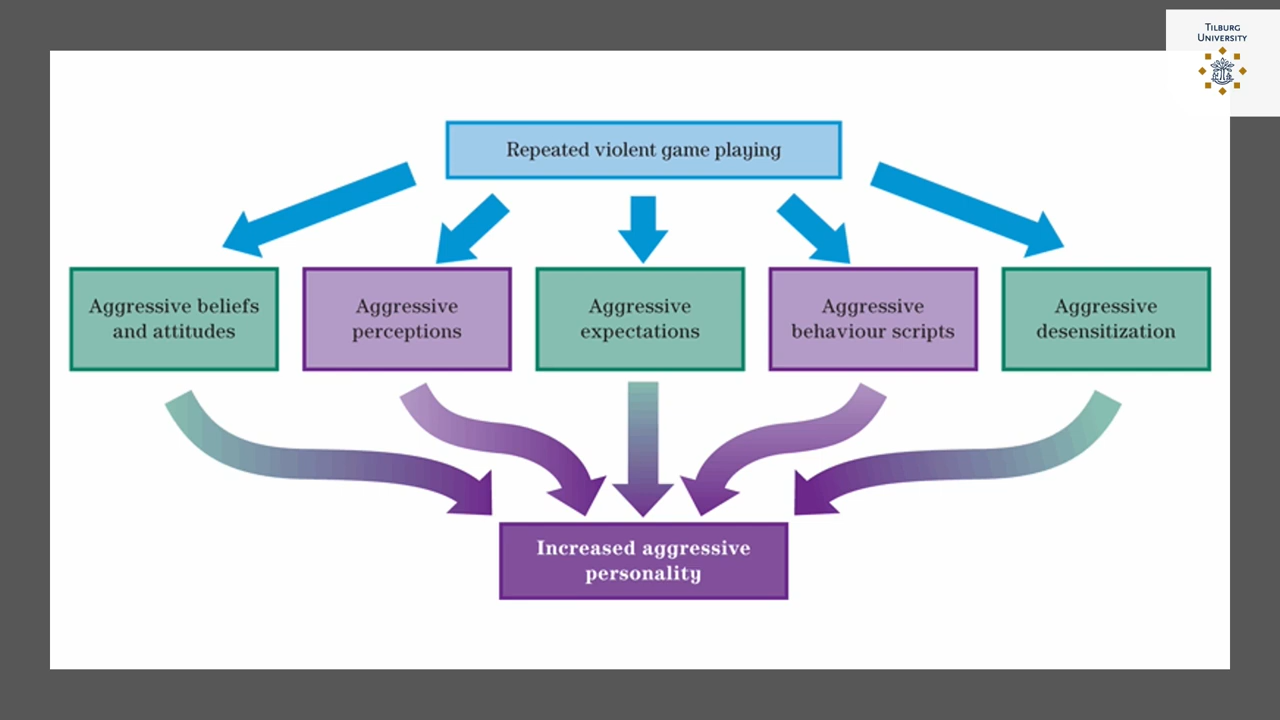 TILBURG
UNIVERSITY
Repeated violent game playing
Aggressive beliefs
and attitudes
Aggressive
perceptions
Aggressive
expectations
Aggressive
behaviour scripts
Aggressive
desensitization
Increased aggressive
personality